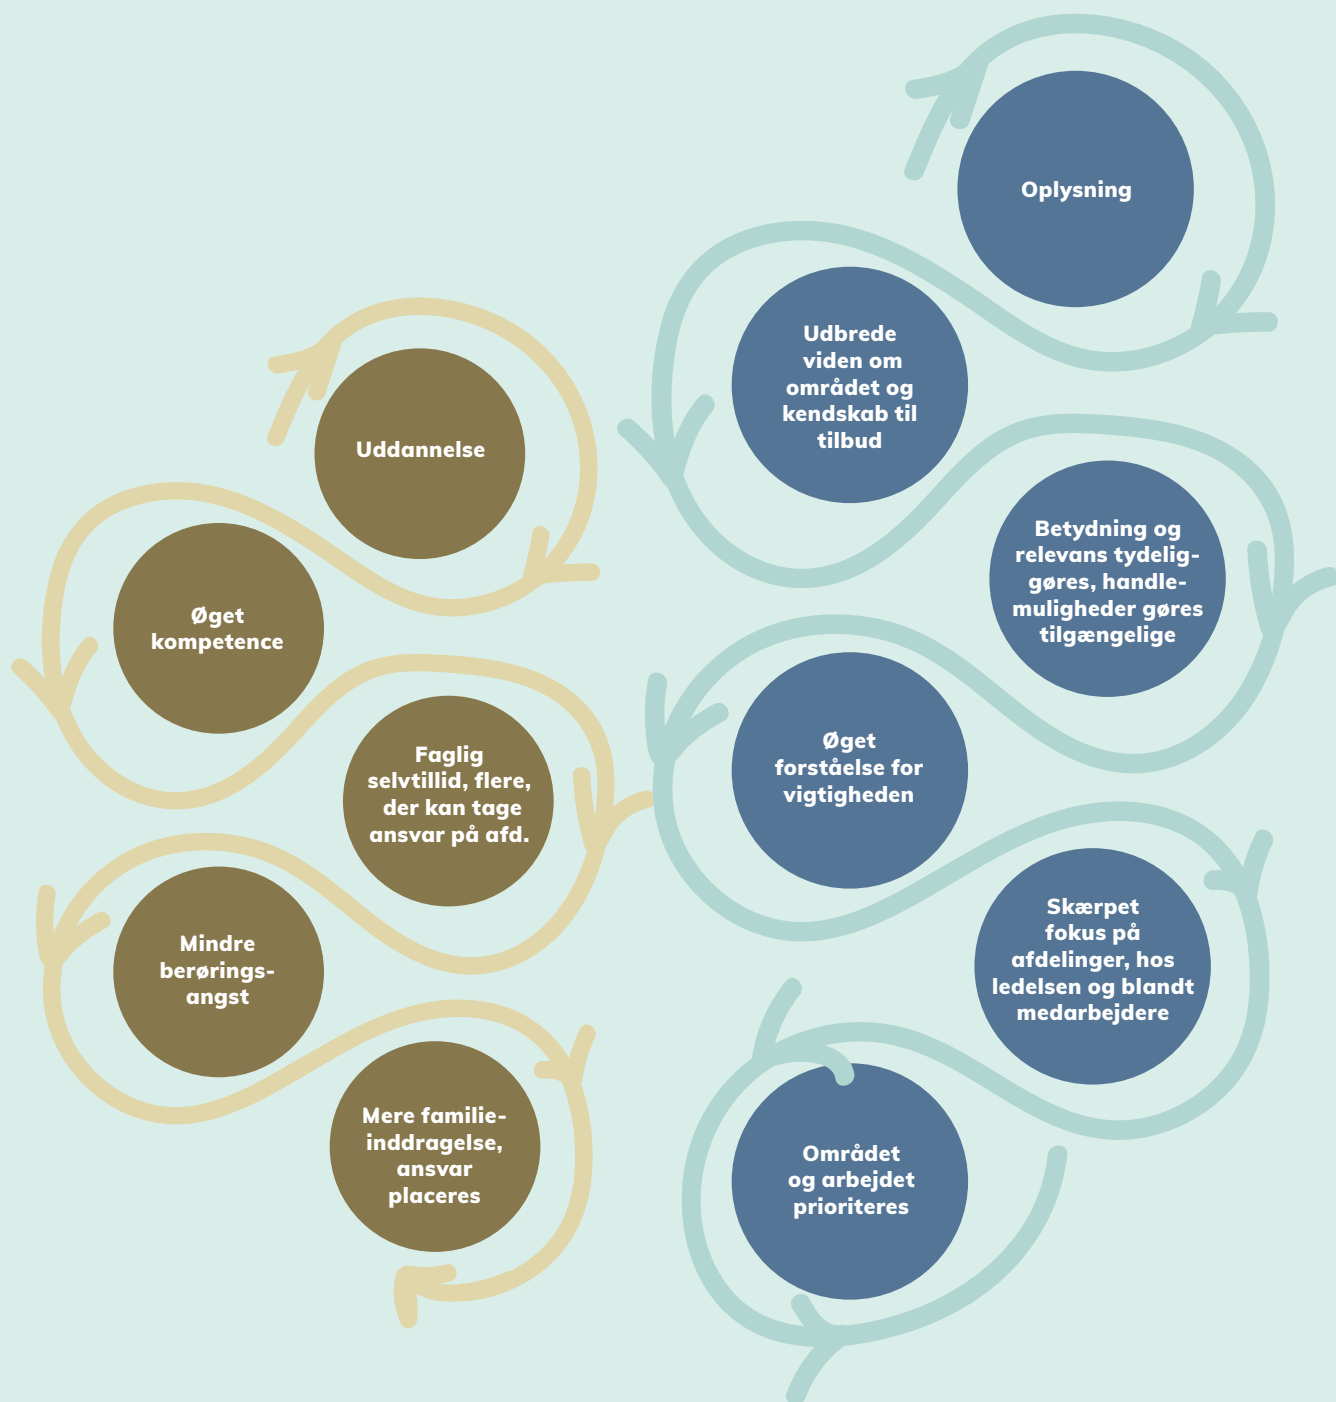 Uddannelse
Øget
kompetence
Faglig
selvtillid, flere,
der kan tage
ansvar på afd.
Mindre
berørings-
angst
Mere familie-
inddragelse,
ansvar
placeres
Oplysning
Udbrede
viden om
området og
kendskab til
tilbud
Betydning og
relevans tydelig-
gøres, handle-
muligheder gøres
tilgængelige
Øget
forståelse for
vigtigheden
Skærpet
fokus på
afdelinger, hos
ledelsen og blandt
medarbejdere
Området
og arbejdet
prioriteres